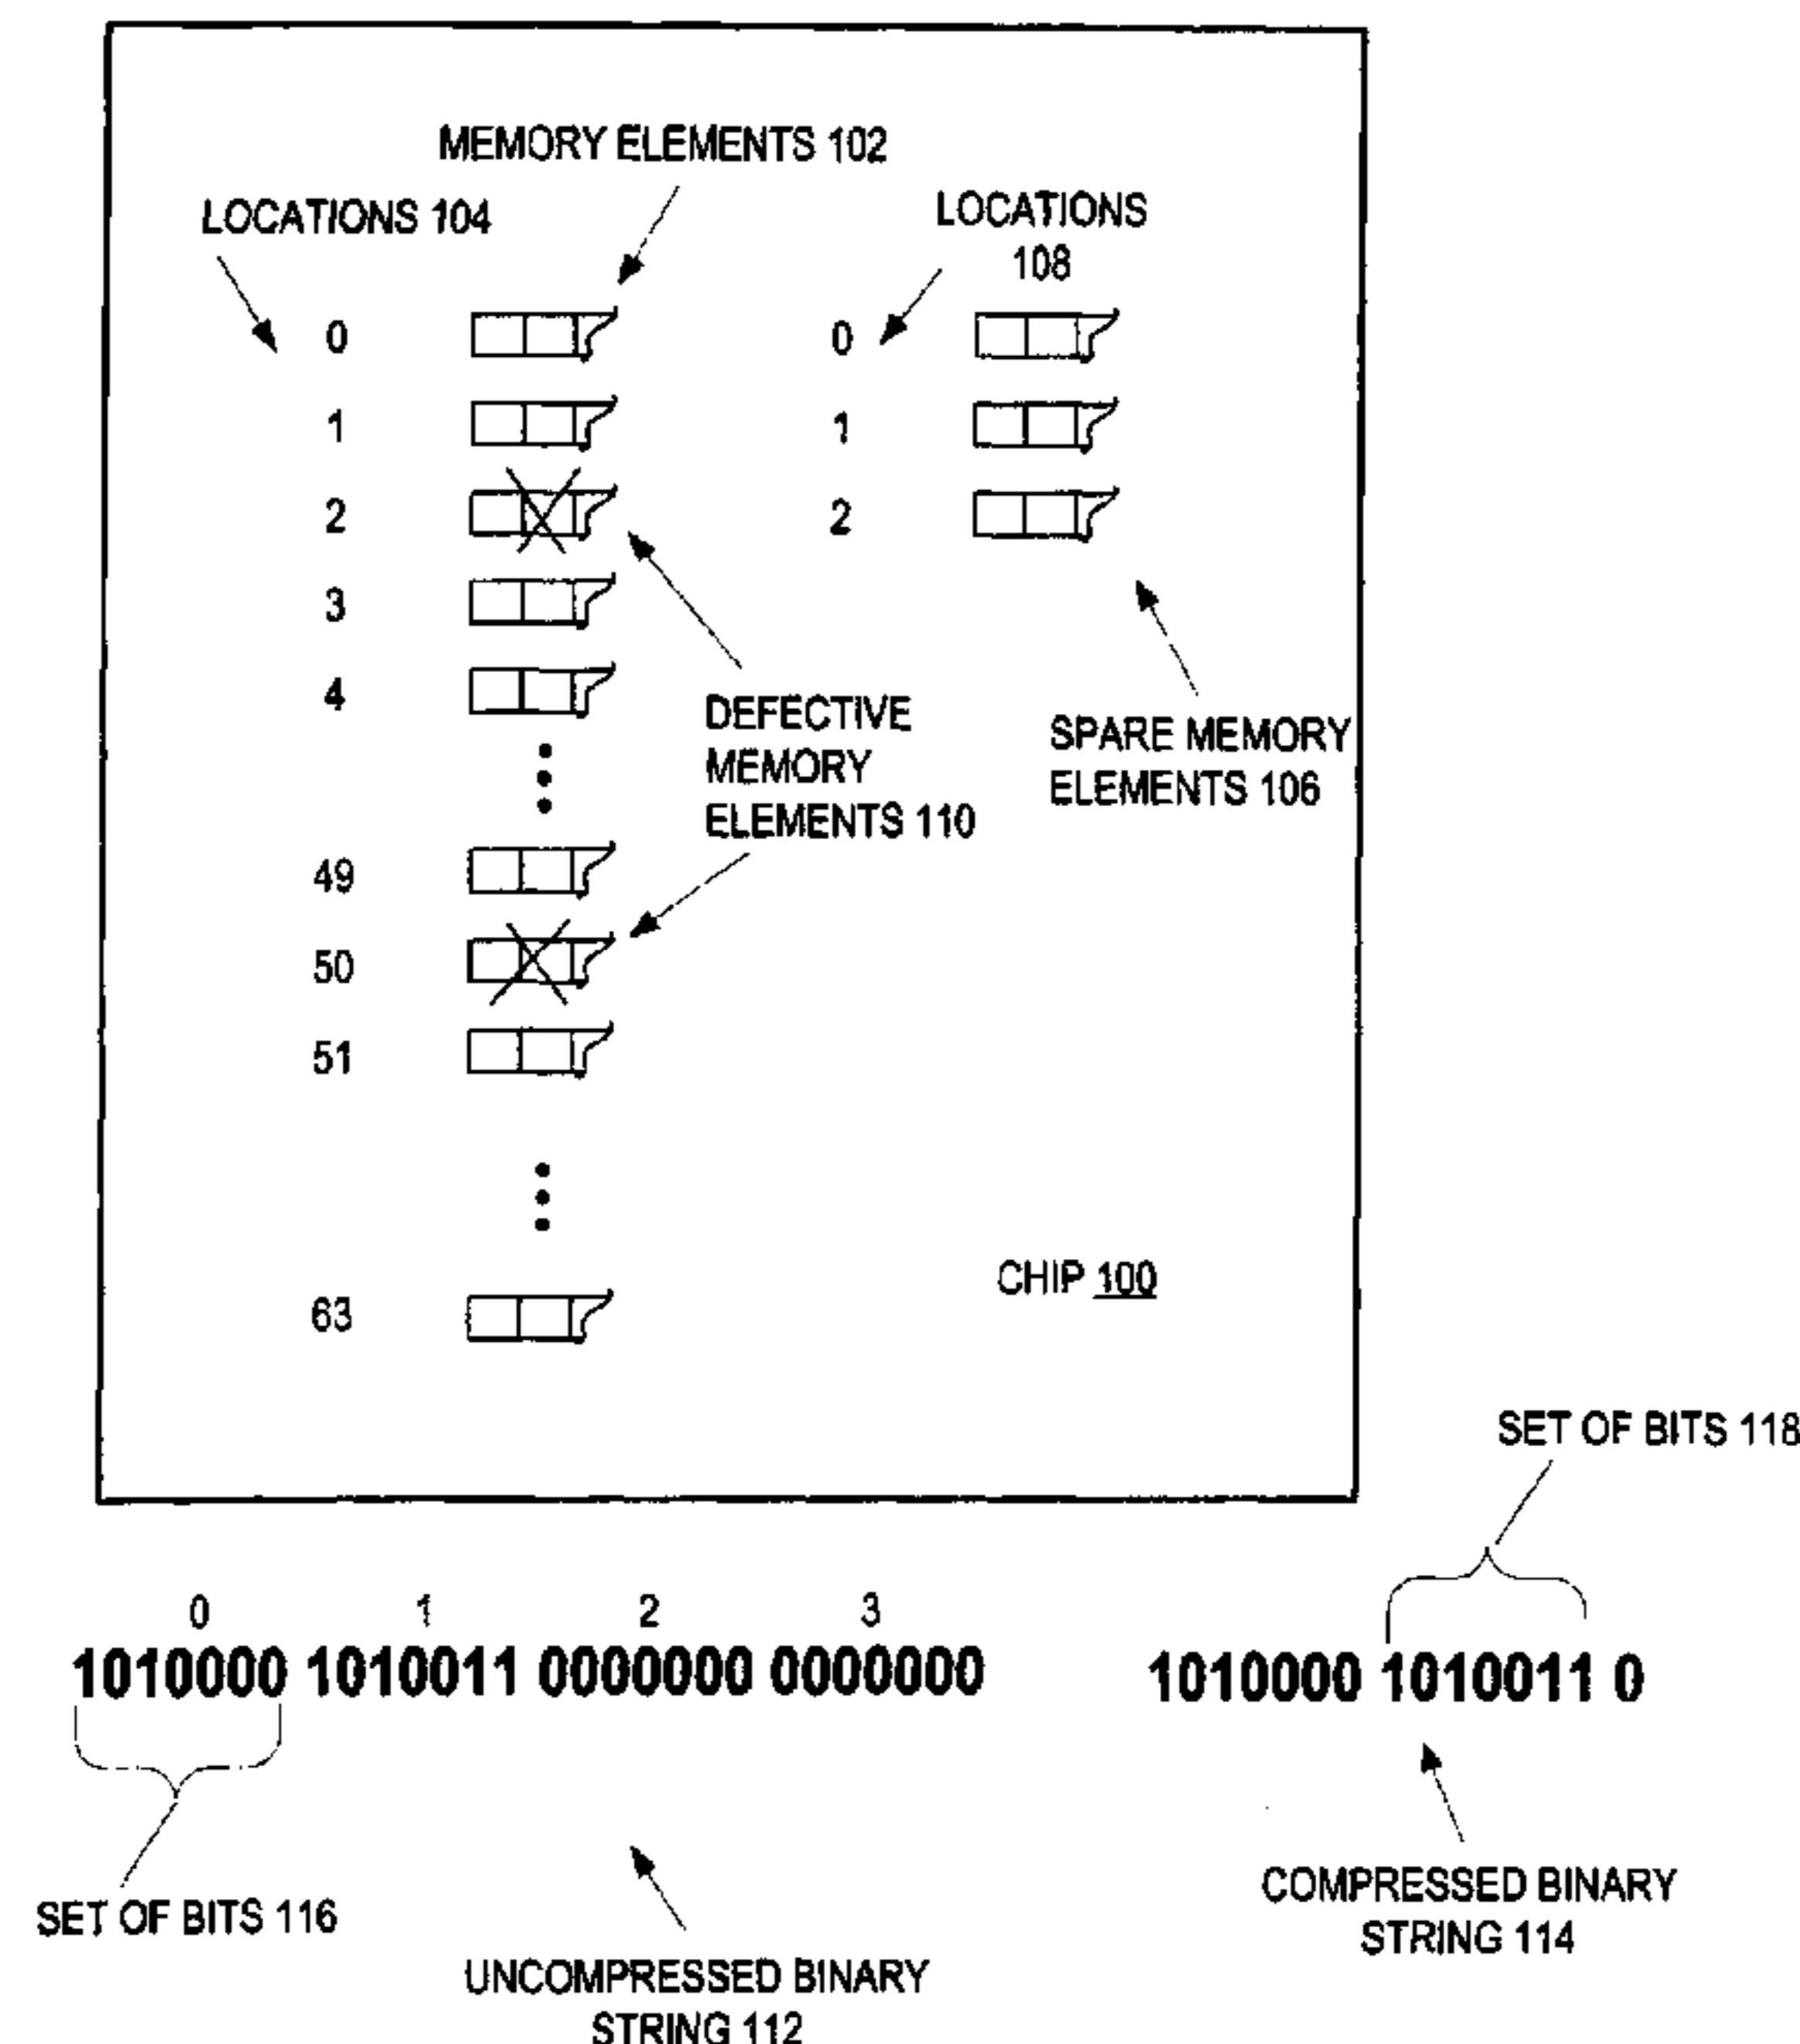 MEMORY ELEMENTS 102
LOCATIONS 104
LOCATIONS
108
0
0
1
1
2
2
3
4
DEFECTIVE
MEMORY
ELEMENTS 110
SPARE MEMORY
ELEMENTS 106
49
50
51
63
CHIP 100
SET OF BITS 118
0 1 2 3
1010000 1010011 0000000 0000000
1010000 1010011 0
SET OF BITS 116
UNCOMPRESSED BINARY
STRING 112
COMPRESSED BINARY
STRING 114